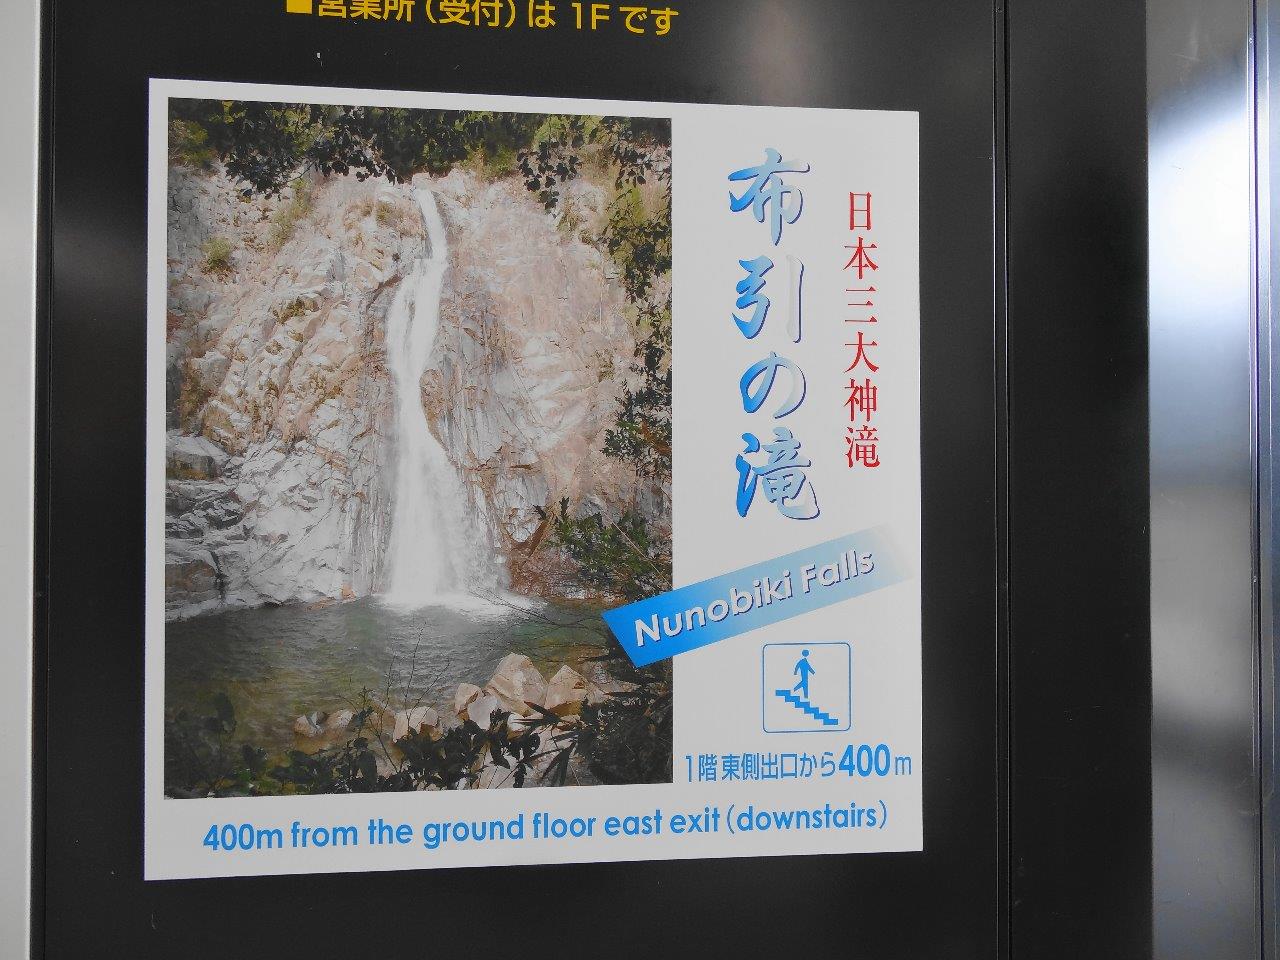 ■営業所（受付）は 1F です
日本三大神滝
布引の滝
Nunobiki Falls
1階 東側出口から400m
400m from the ground floor east exit (downstairs)